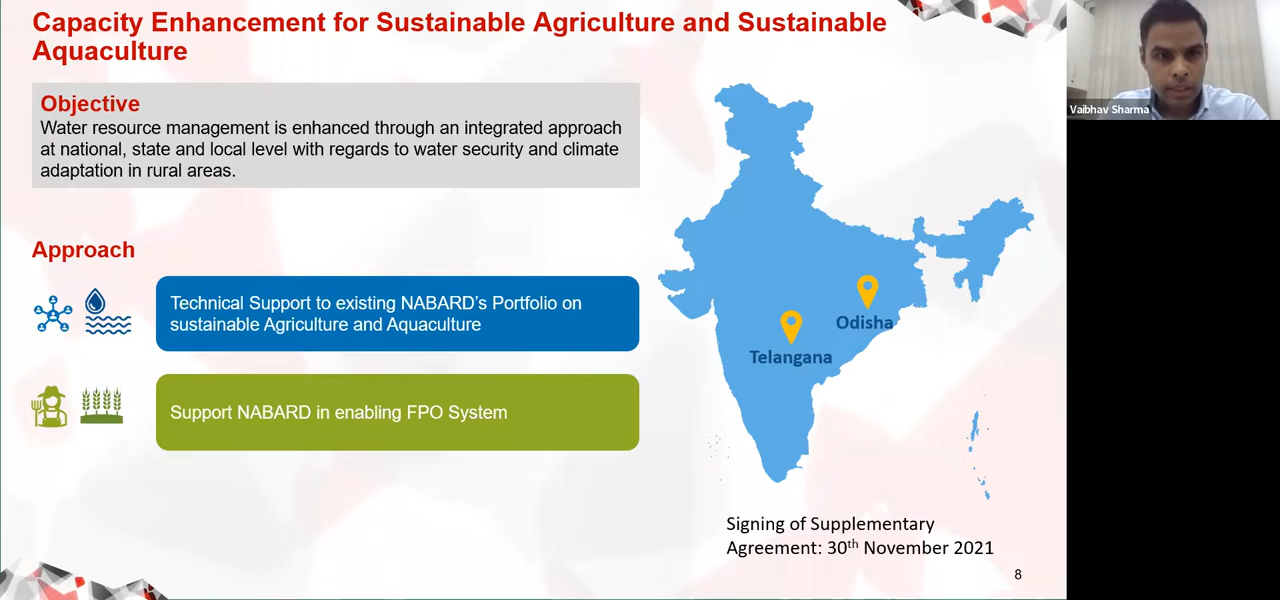 Capacity Enhancement for Sustainable Agriculture and Sustainable
Aquaculture
Objective
Water resource management is enhanced through an integrated approach
at national, state and local level with regards to water security and climate
adaptation in rural areas.
Approach
Technical Support to existing NABARD's Portfolio on
sustainable Agriculture and Aquaculture
Support NABARD in enabling FPO System
Odisha
Telangana
Signing of Supplementary
Agreement: 30th November 2021
8
Vaibhav Sharma